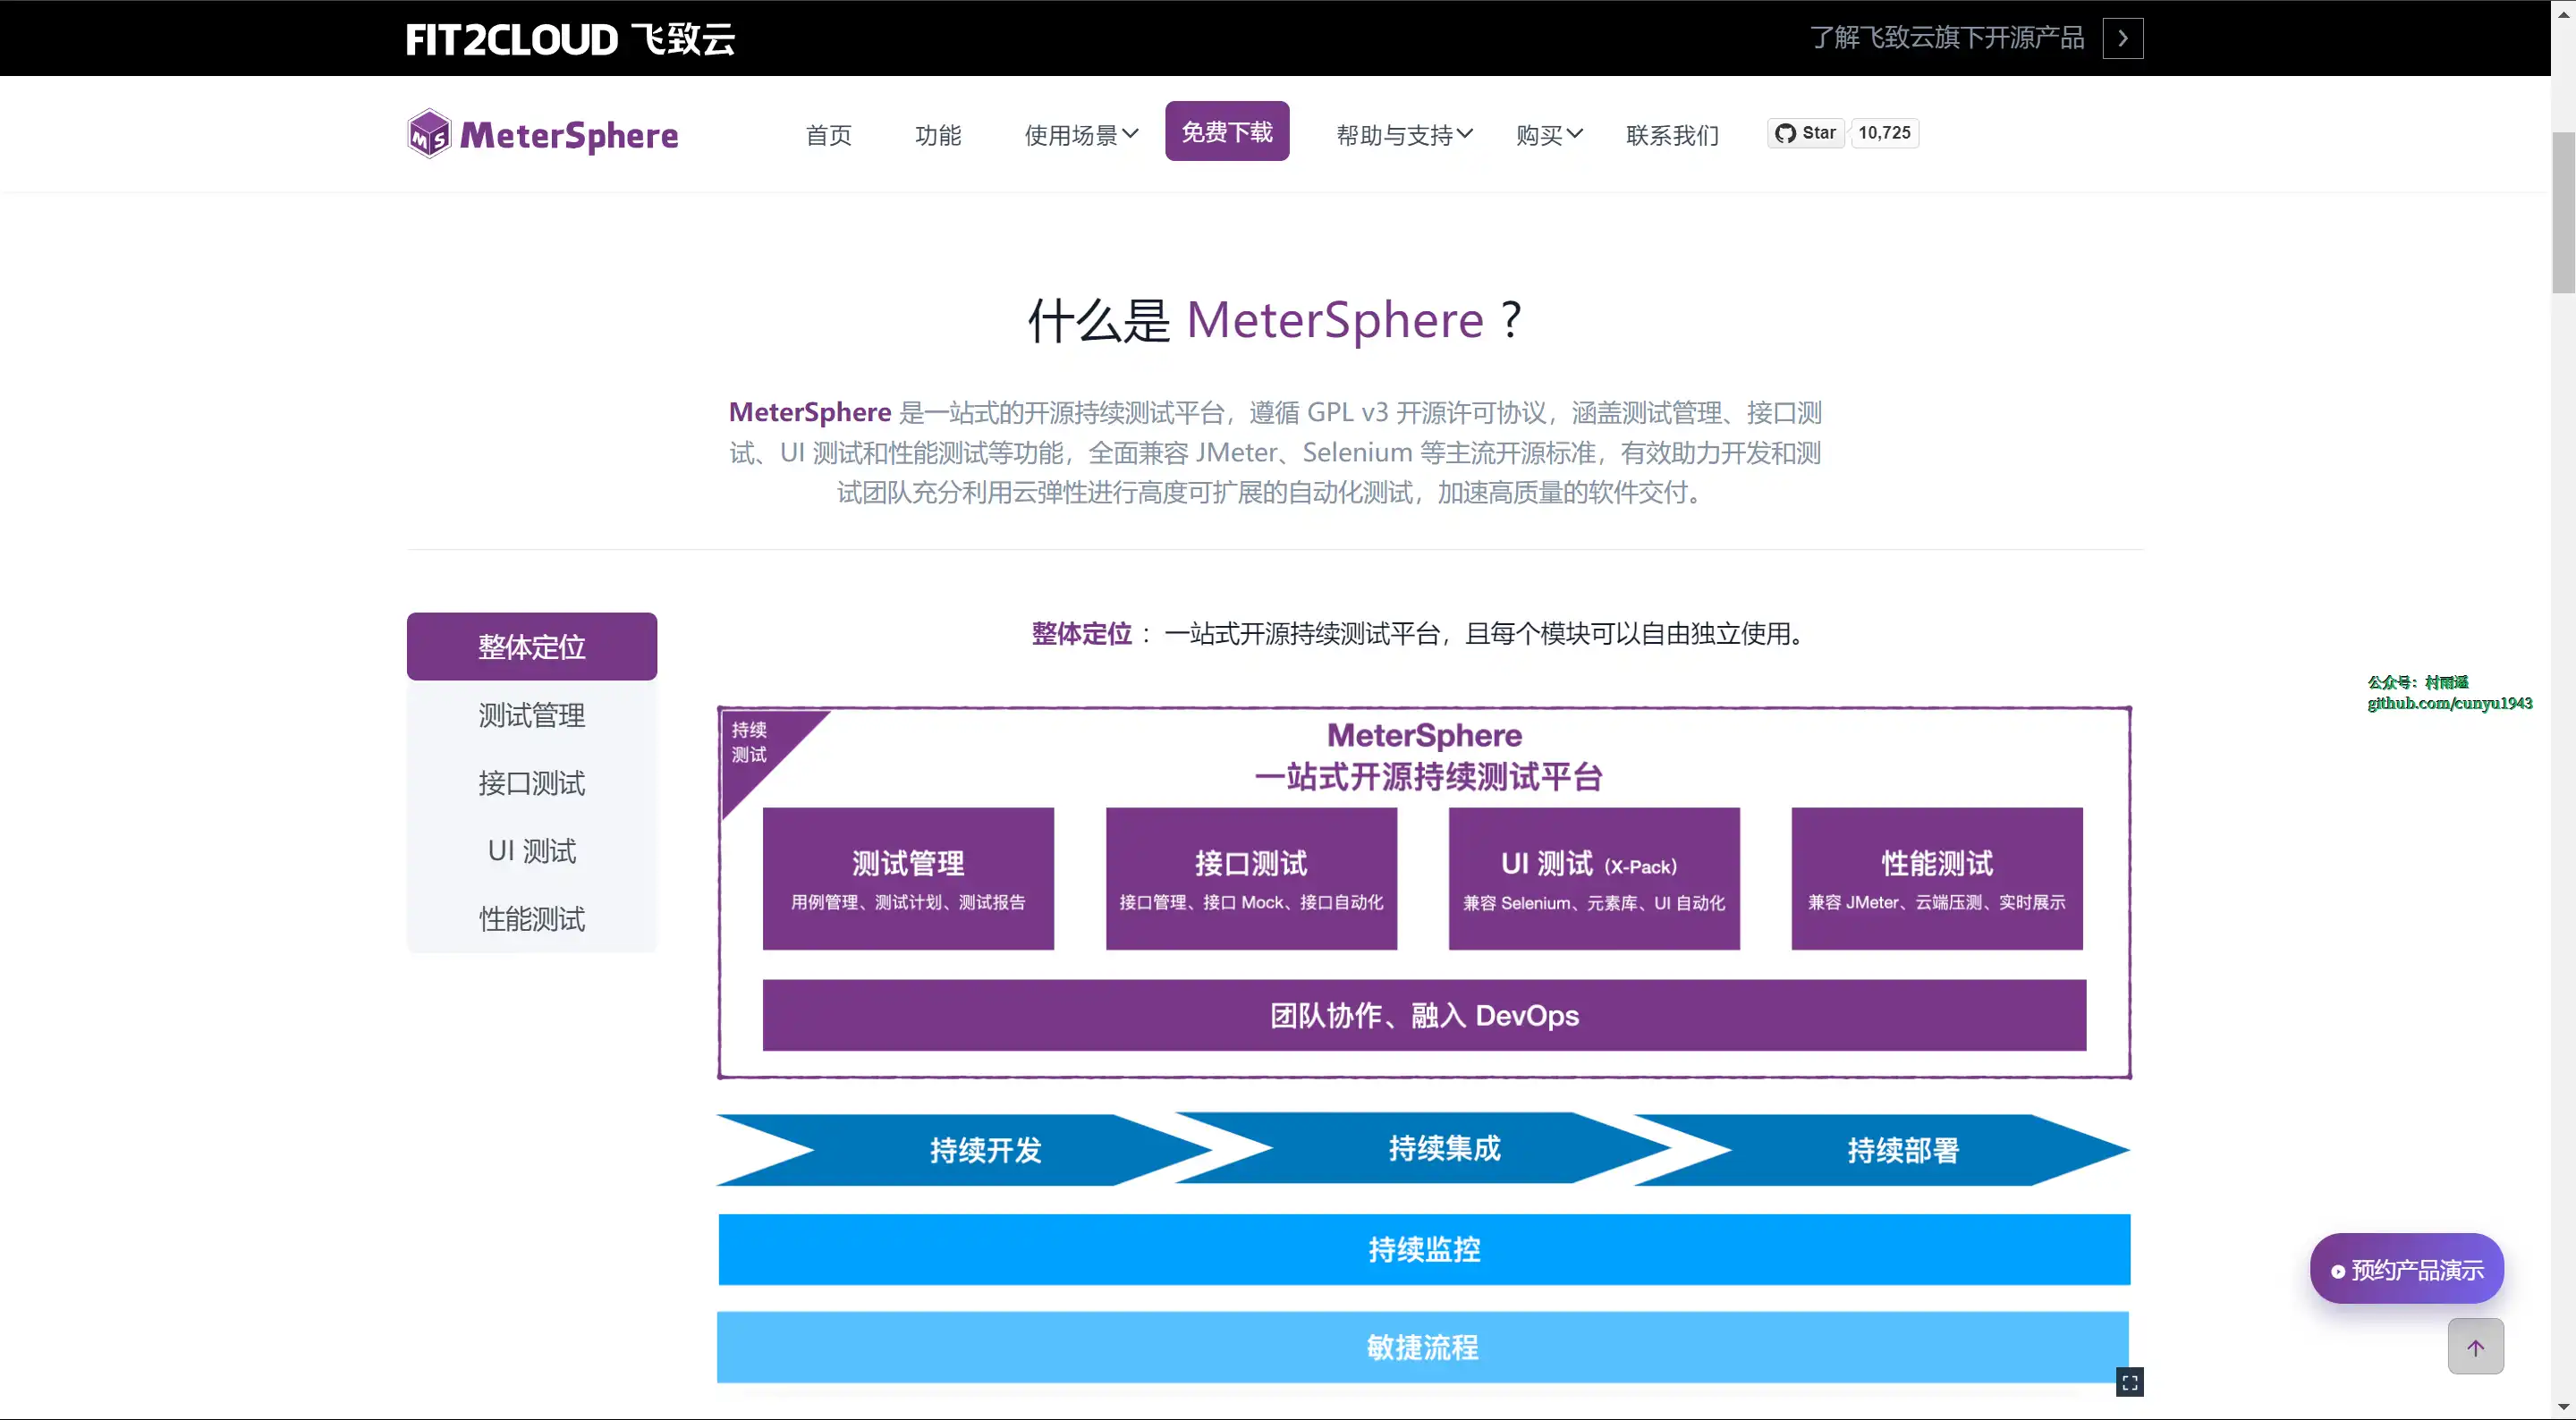 FIT2CLOUD 飞致云
了解飞致云旗下开源产品
MS MeterSphere
首页
功能
使用场景
免费下载
帮助与支持
购买
联系我们
Star
10,725
什么是 MeterSphere？
MeterSphere 是一站式的开源持续测试平台，遵循 GPL v3 开源许可协议，涵盖测试管理、接口测
试、UI 测试和性能测试等功能，全面兼容 JMeter、Selenium 等主流开源标准，有效助力开发和测
试团队充分利用云弹性进行高度可扩展的自动化测试，加速高质量的软件交付。
整体定位
测试管理
接口测试
UI 测试
性能测试
整体定位： 一站式开源持续测试平台，且每个模块可以自由独立使用。
公众号：村雨遥
github.com/cunyu1943
持续
测试
MeterSphere
一站式开源持续测试平台
测试管理
用例管理、测试计划、测试报告
接口测试
接口管理、接口 Mock、接口自动化
UI 测试 (X-Pack)
兼容 Selenium、元素库、UI 自动化
性能测试
兼容 JMeter、云端压测、实时展示
团队协作、融入 DevOps
持续开发
持续集成
持续部署
持续监控
敏捷流程
预约产品演示